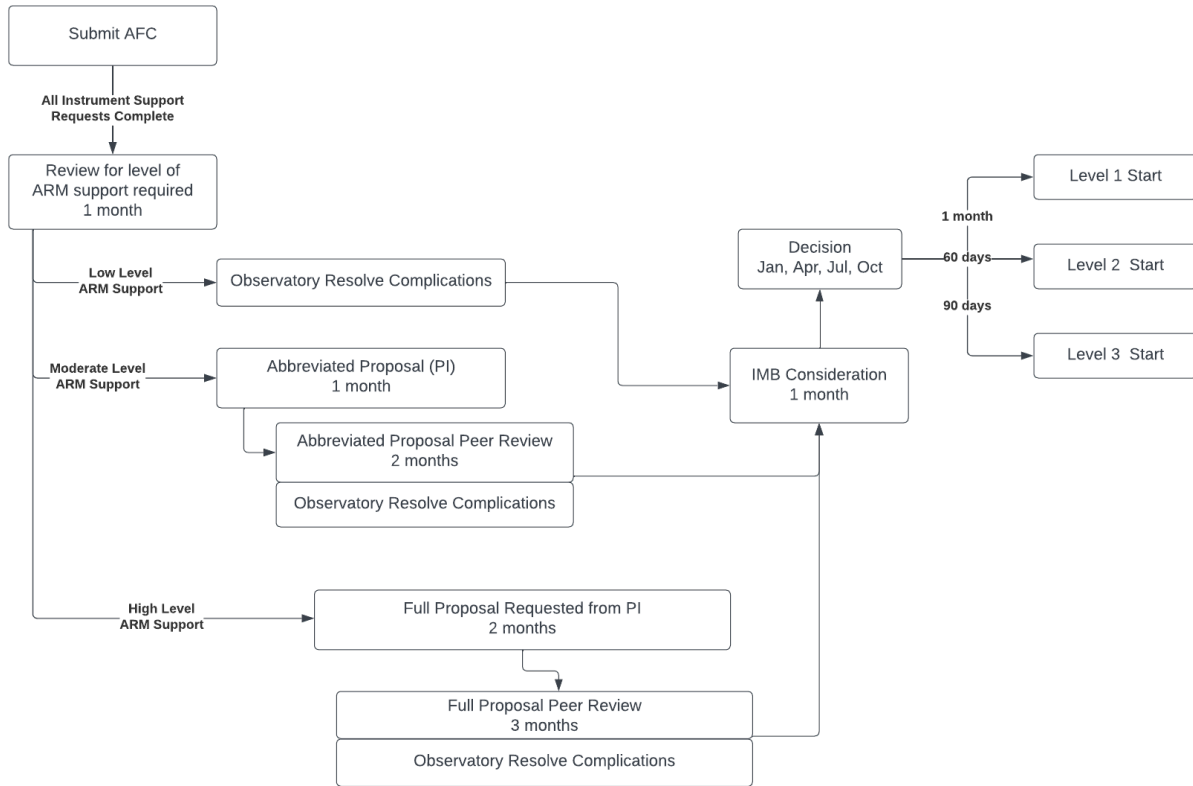 Submit AFC
All Instrument Support
Requests Complete
Review for level of
ARM support required
1 month
Low Level
ARM Support
Observatory Resolve Complications
Moderate Level
ARM Support
Abbreviated Proposal (PI)
1 month
Abbreviated Proposal Peer Review
2 months
Observatory Resolve Complications
High Level
ARM Support
Full Proposal Requested from PI
2 months
Full Proposal Peer Review
3 months
Observatory Resolve Complications
IMB Consideration
1 month
Decision
Jan, Apr, Jul, Oct
1 month
60 days
90 days
Level 1 Start
Level 2 Start
Level 3 Start